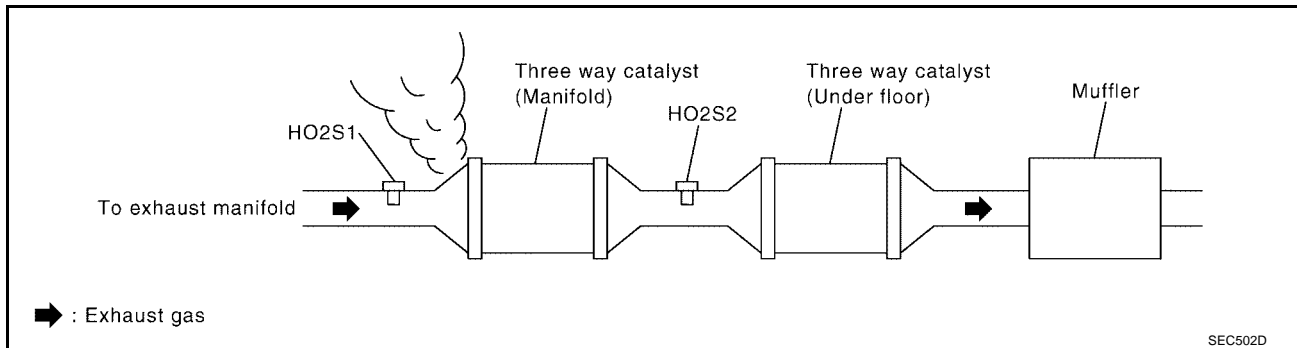 Three way catalyst
(Manifold)
Three way catalyst
(Under floor)
Muffler
HO2S1
HO2S2
To exhaust manifold
: Exhaust gas
SEC502D